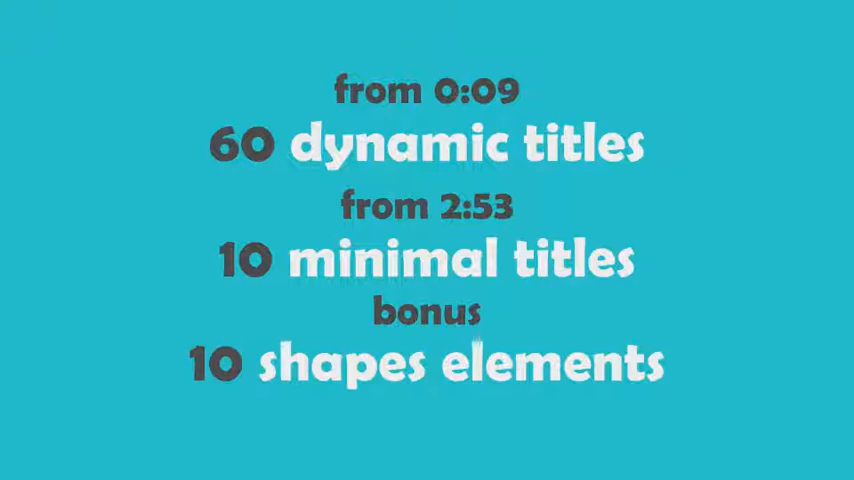 from 0:09
60 dynamic titles
from 2:53
10 minimal titles
bonus
10 shapes elements